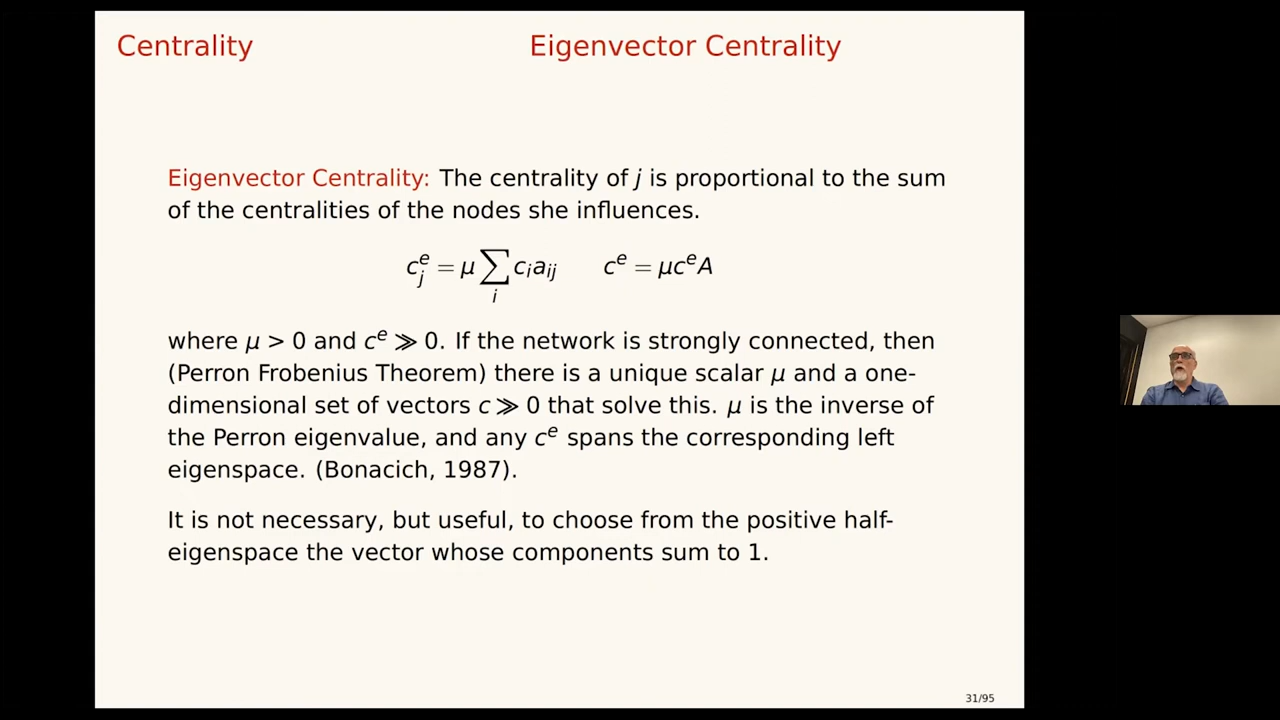 Centrality
Eigenvector Centrality
Eigenvector Centrality: The centrality of j is proportional to the sum
of the centralities of the nodes she influences.
c_j^e = μ ∑_i c_i a_{ij}    c^e = μc^e A
where μ > 0 and c^e ≫ 0. If the network is strongly connected, then
(Perron Frobenius Theorem) there is a unique scalar μ and a one-
dimensional set of vectors c ≫ 0 that solve this. μ is the inverse of
the Perron eigenvalue, and any c^e spans the corresponding left
eigenspace. (Bonacich, 1987).
It is not necessary, but useful, to choose from the positive half-
eigenspace the vector whose components sum to 1.
31/95